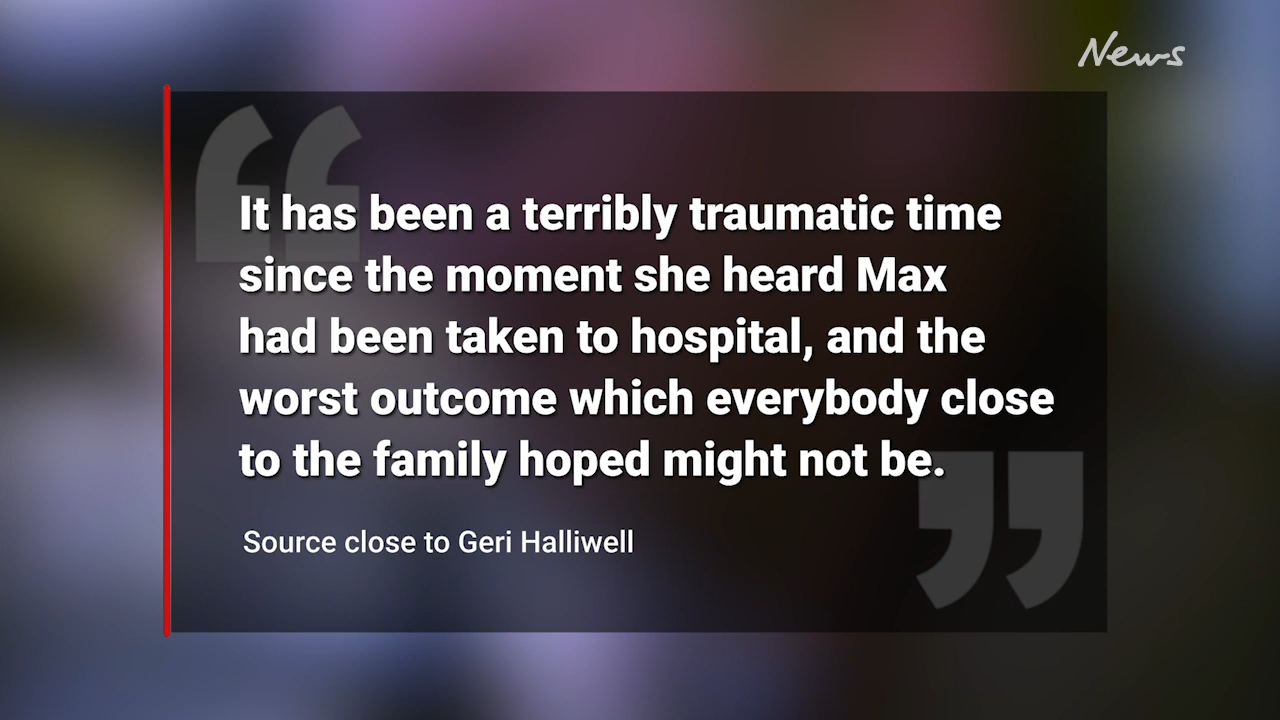 News
It has been a terribly traumatic time
since the moment she heard Max
had been taken to hospital, and the
worst outcome which everybody close
to the family hoped might not be.
Source close to Geri Halliwell